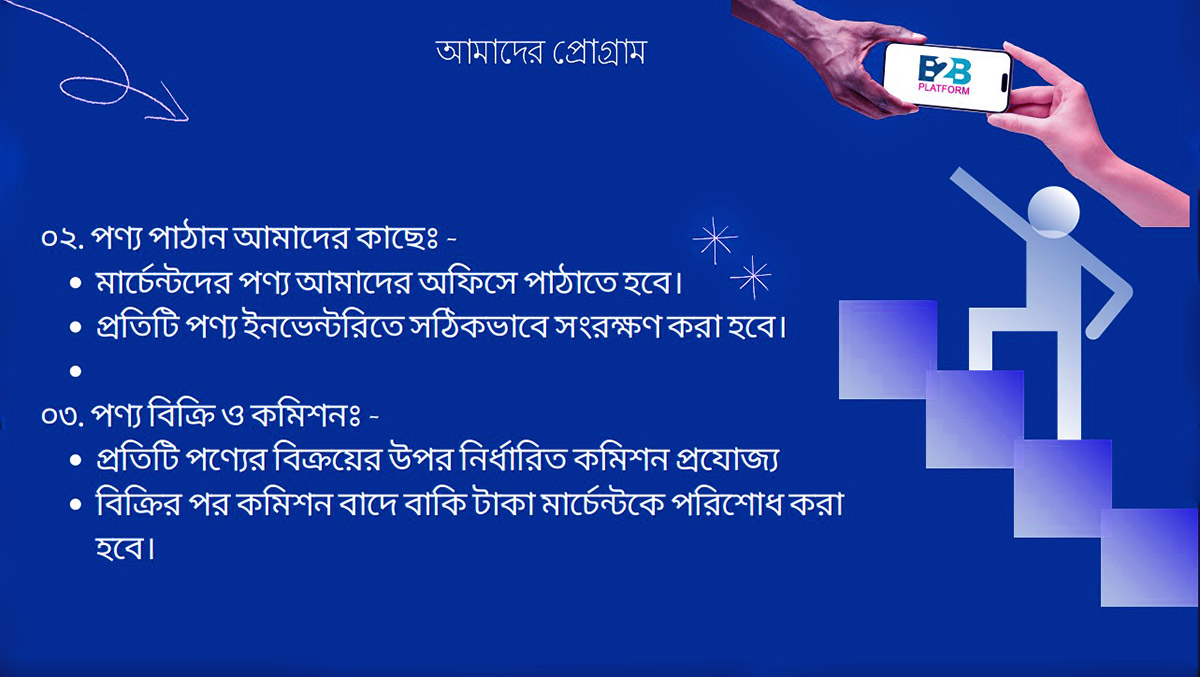 আমাদের প্রোগ্রাম
B2B
PLATFORM
০২. পণ্য পাঠান আমাদের কাছেঃ -
• মার্চেন্টদের পণ্য আমাদের অফিসে পাঠাতে হবে।
• প্রতিটি পণ্য ইনভেন্টরিতে সঠিকভাবে সংরক্ষণ করা হবে।
•
০৩. পণ্য বিক্রি ও কমিশনঃ -
• প্রতিটি পণ্যের বিক্রয়ের উপর নির্ধারিত কমিশন প্রযোজ্য
• বিক্রির পর কমিশন বাদে বাকি টাকা মার্চেন্টকে পরিশোধ করা
হবে।